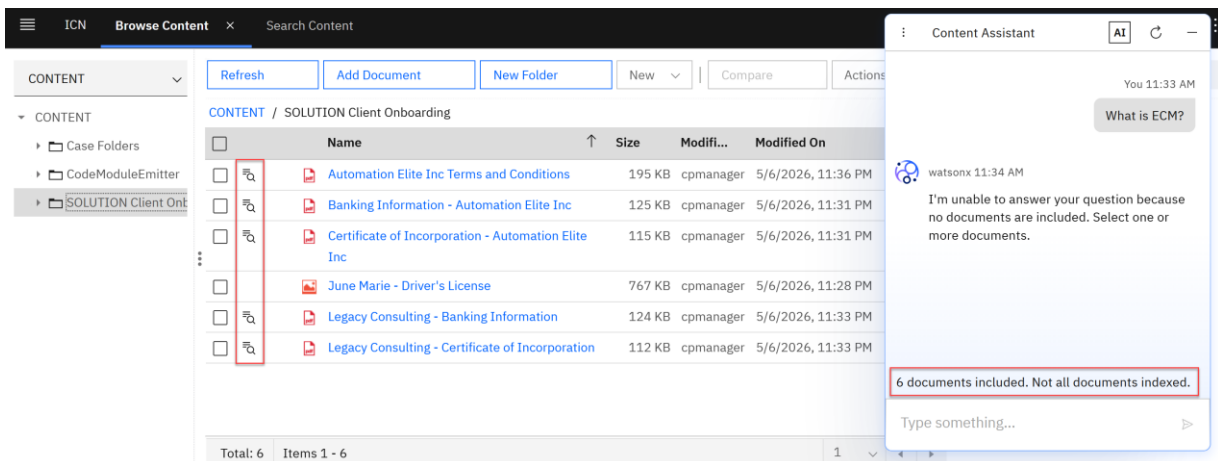 ICN Browse Content × Search Content
CONTENT
CONTENT
Case Folders
CodeModuleEmitter
SOLUTION Client Onb
Refresh Add Document New Folder New Compare Actions
CONTENT / SOLUTION Client Onboarding
Name Size Modifi... Modified On
Automation Elite Inc Terms and Conditions 195 KB cpmanager 5/6/2026, 11:36 PM
Banking Information - Automation Elite Inc 125 KB cpmanager 5/6/2026, 11:31 PM
Certificate of Incorporation - Automation Elite 115 KB cpmanager 5/6/2026, 11:31 PM
Inc
June Marie - Driver's License 767 KB cpmanager 5/6/2026, 11:28 PM
Legacy Consulting - Banking Information 124 KB cpmanager 5/6/2026, 11:33 PM
Legacy Consulting - Certificate of Incorporation 112 KB cpmanager 5/6/2026, 11:33 PM
Total: 6 Items 1 - 6 1
Content Assistant AI
You 11:33 AM
What is ECM?
watsonx 11:34 AM
I'm unable to answer your question because
no documents are included. Select one or
more documents.
6 documents included. Not all documents indexed.
Type something...